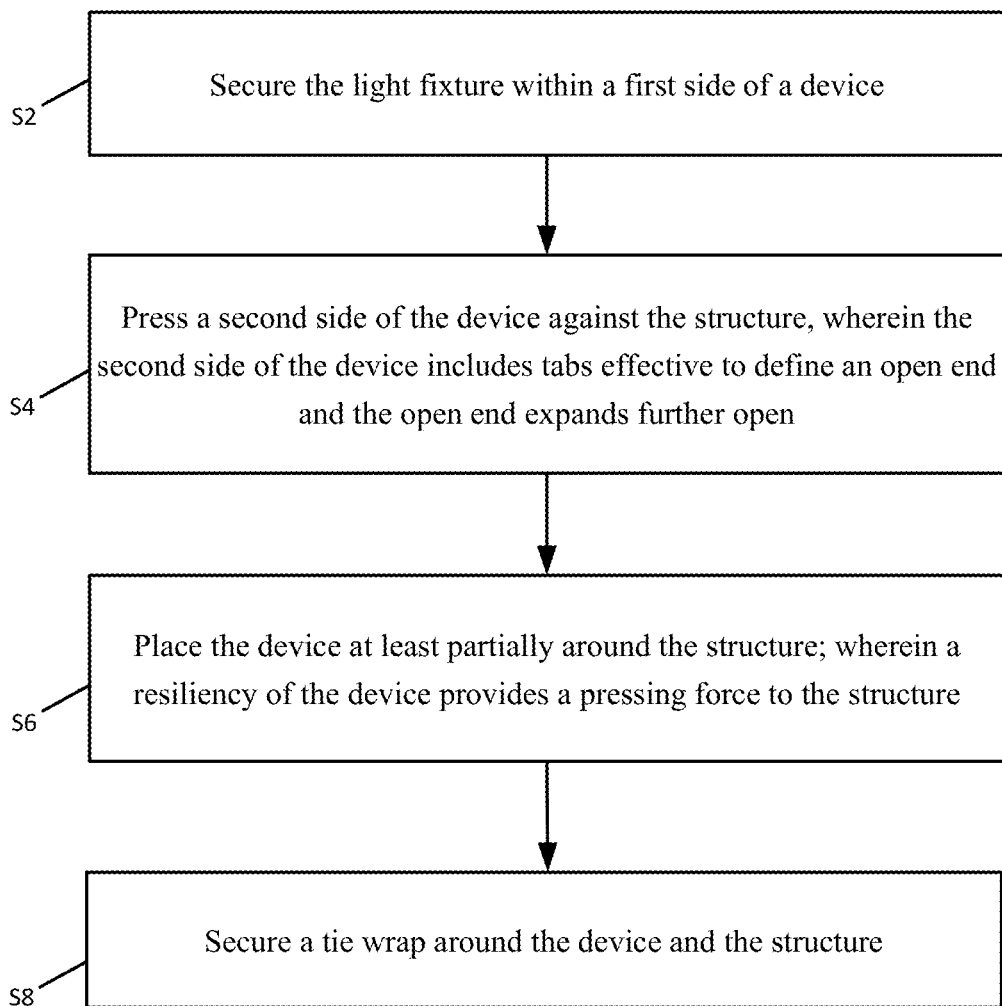 Secure the light fixture within a first side of a device
S2
Press a second side of the device against the structure, wherein the
second side of the device includes tabs effective to define an open end
and the open end expands further open
S4
Place the device at least partially around the structure; wherein a
resiliency of the device provides a pressing force to the structure
S6
Secure a tie wrap around the device and the structure
S8